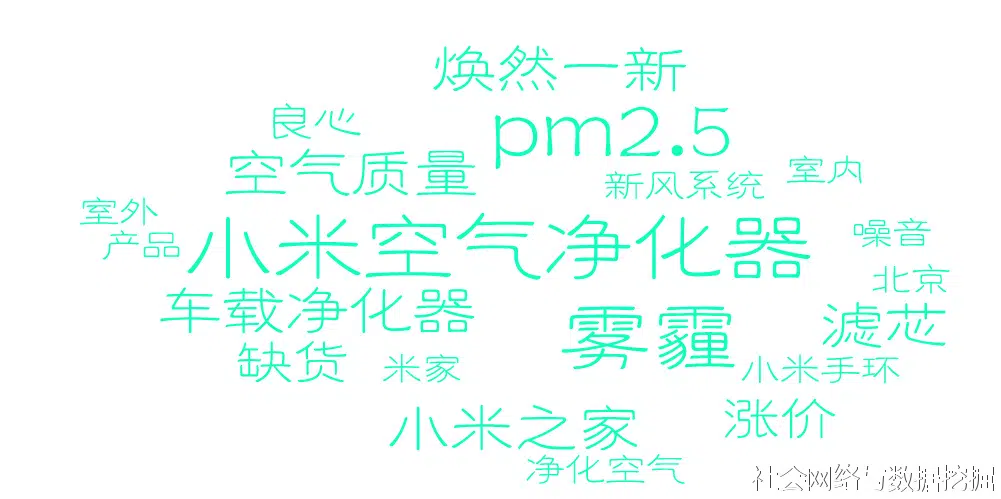 焕然一新
良心
pm2.5
空气质量
新风系统
室内
室外
产品
小米空气净化器
噪音
北京
车载净化器
雾霾
滤芯
缺货
米家
小米手环
小米之家
涨价
净化空气
社会网络与数据挖掘